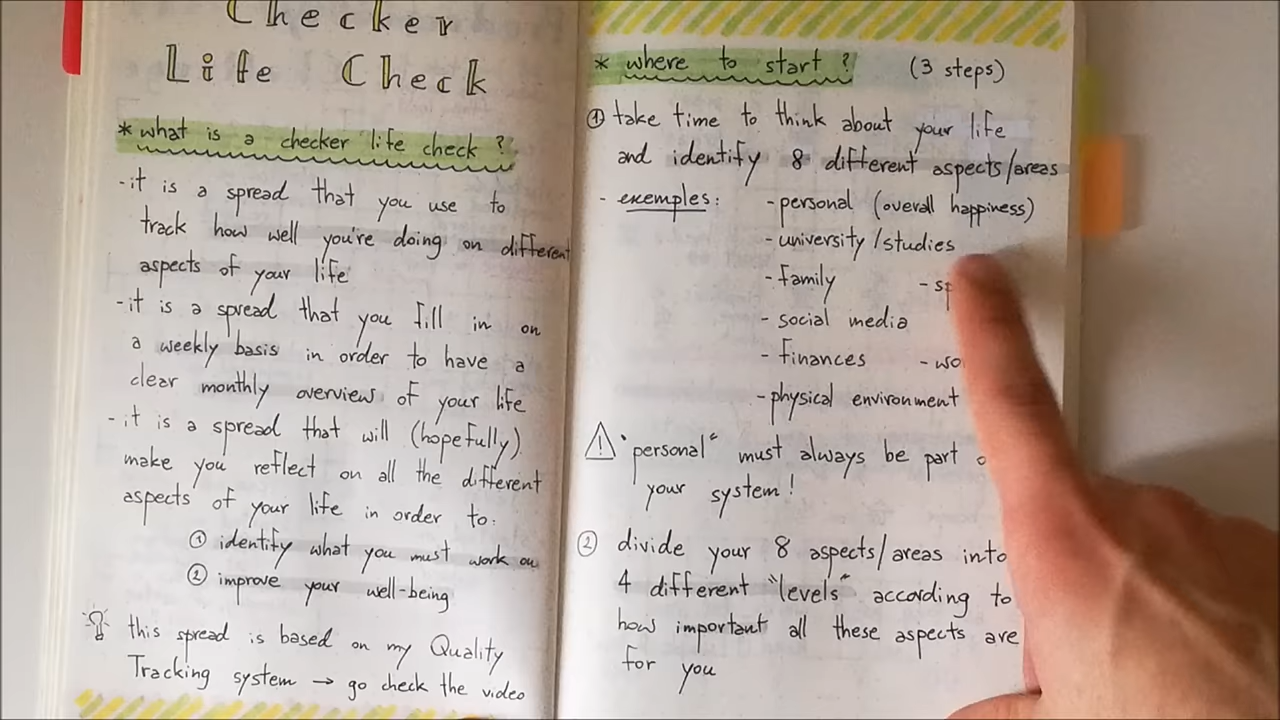 Checker
Life Check
* what is a checker life check ?
- it is a spread that you use to
track how well you're doing on different
aspects of your life
- it is a spread that you fill in on
a weekly basis in order to have a
clear monthly overview of your life
- it is a spread that will (hopefully)
make you reflect on all the different
aspects of your life in order to:
① identify what you must work on
② improve your well-being
this spread is based on my Quality
Tracking system → go check the video
* where to start ? (3 steps)
① take time to think about your life
and identify 8 different aspects/areas
- exemples: - personal (overall happiness)
- university/studies
- family
- social media
- finances
- physical environment
"personal" must always be part
your system!
② divide your 8 aspects/areas into
4 different "levels" according to
how important all these aspects are
for you